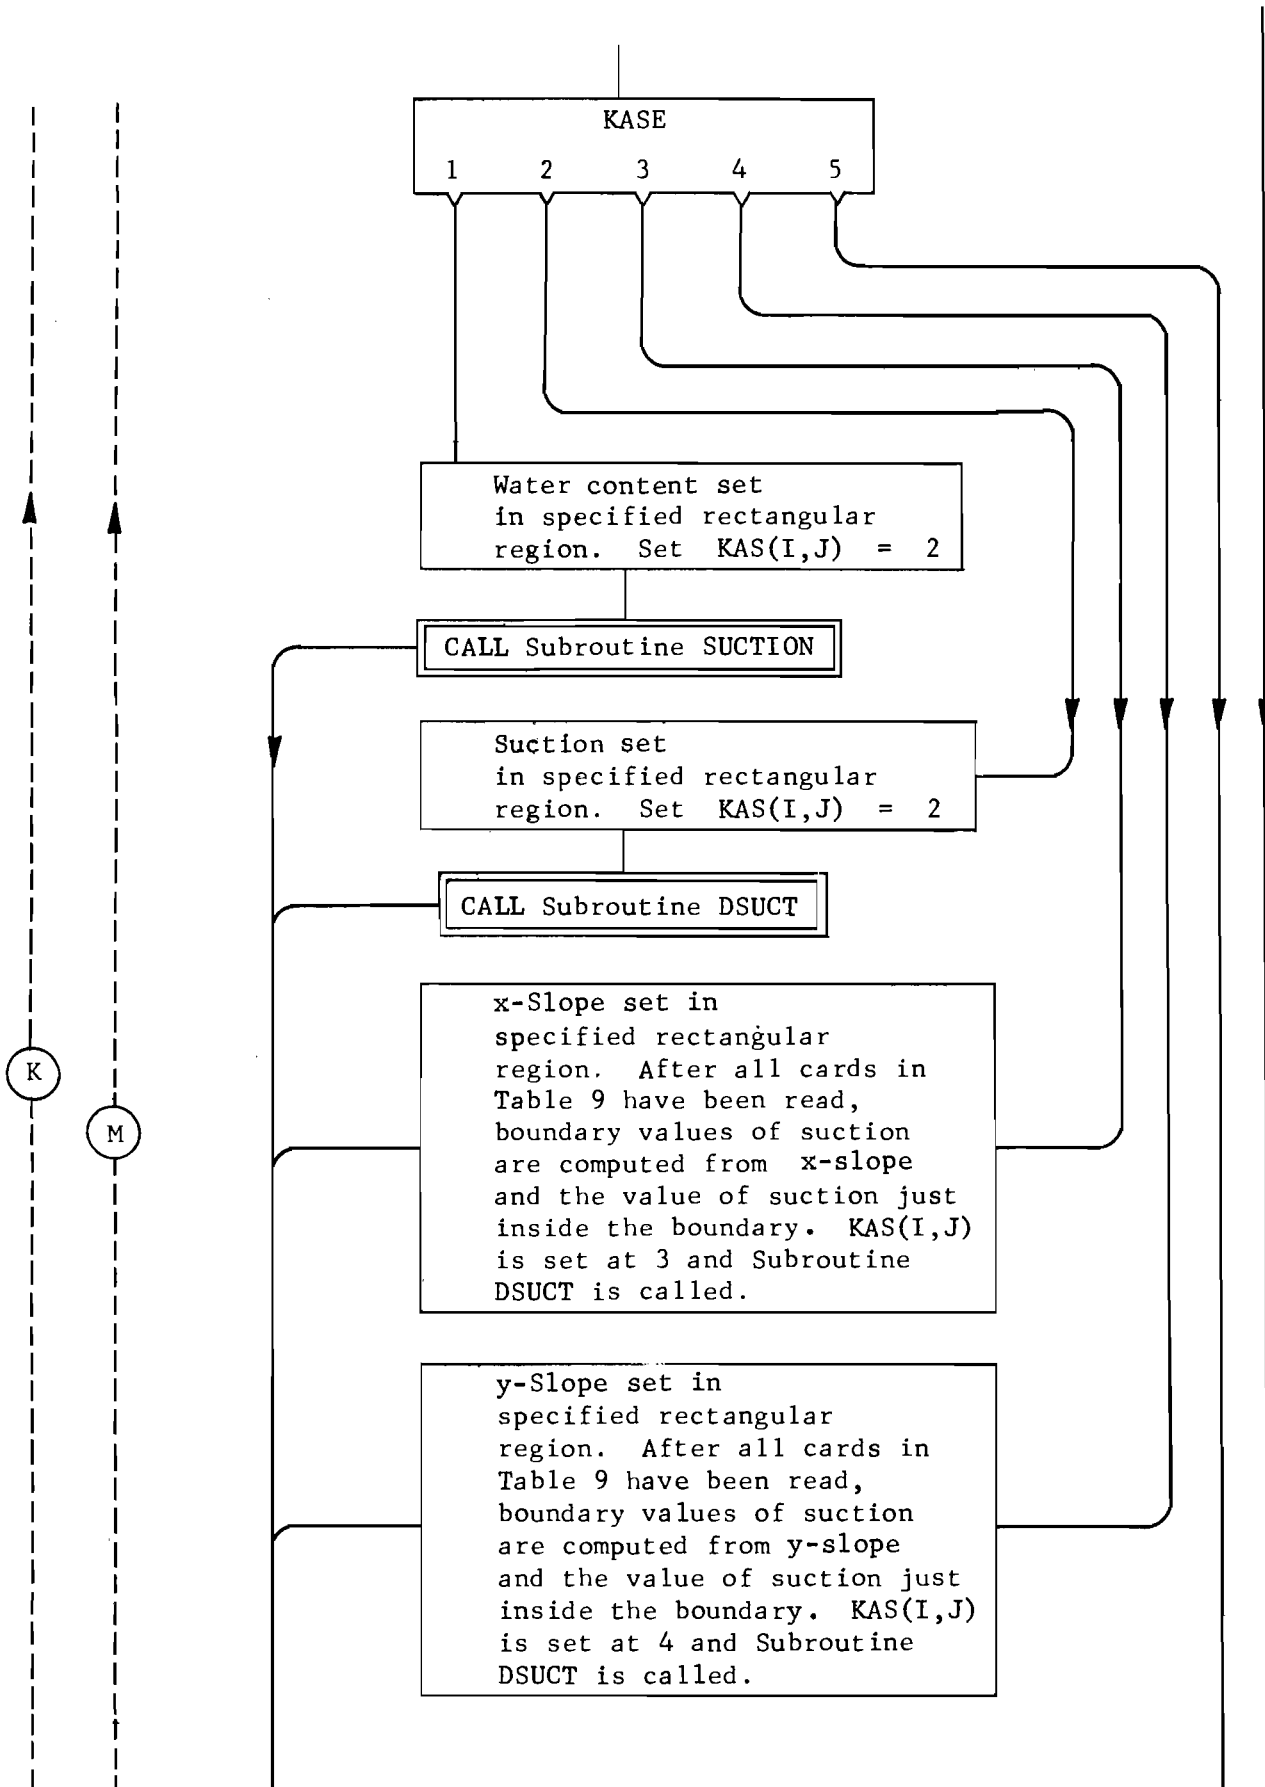 KASE
1 2 3 4 5
Water content set
in specified rectangular
region. Set KAS(I,J) = 2
CALL Subroutine SUCTION
Suction set
in specified rectangular
region. Set KAS(I,J) = 2
CALL Subroutine DSUCT
x-Slope set in
specified rectangular
region. After all cards in
Table 9 have been read,
boundary values of suction
are computed from x-slope
and the value of suction just
inside the boundary. KAS(I,J)
is set at 3 and Subroutine
DSUCT is called.
K
M
y-Slope set in
specified rectangular
region. After all cards in
Table 9 have been read,
boundary values of suction
are computed from y-slope
and the value of suction just
inside the boundary. KAS(I,J)
is set at 4 and Subroutine
DSUCT is called.